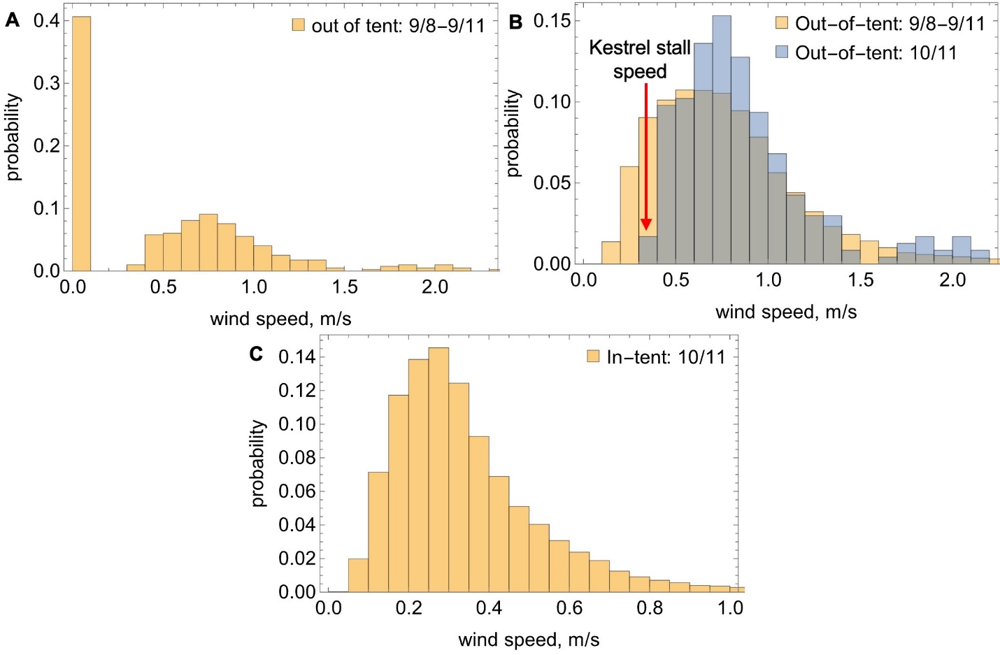 A
out of tent: 9/8–9/11
0.4
0.3
0.2
0.1
0.0
probability
0.0 0.5 1.0 1.5 2.0
wind speed, m/s
B
Out–of–tent: 9/8–9/11
Out–of–tent: 10/11
Kestrel stall
speed
0.15
0.10
0.05
0.00
probability
0.0 0.5 1.0 1.5 2.0
wind speed, m/s
C
In–tent: 10/11
0.14
0.12
0.10
0.08
0.06
0.04
0.02
0.00
probability
0.0 0.2 0.4 0.6 0.8 1.0
wind speed, m/s